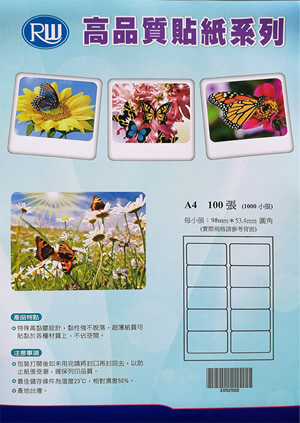 RW 高品質貼紙系列
A4 100張 (1000小張)
每小張：98mm＊53.4mm 圓角
(實際規格請參考背面)
產品特點
特殊高黏膠設計，黏性強不脫落，超薄紙質可
貼黏於各種材質上，不佔空間。
注意事項
包裝打開後如未用完請將封口再封回去，以防
止紙張受潮，確保列印品質。
最佳儲存條件為溫度23℃，相對濕度50%。
產地台灣。
L052502